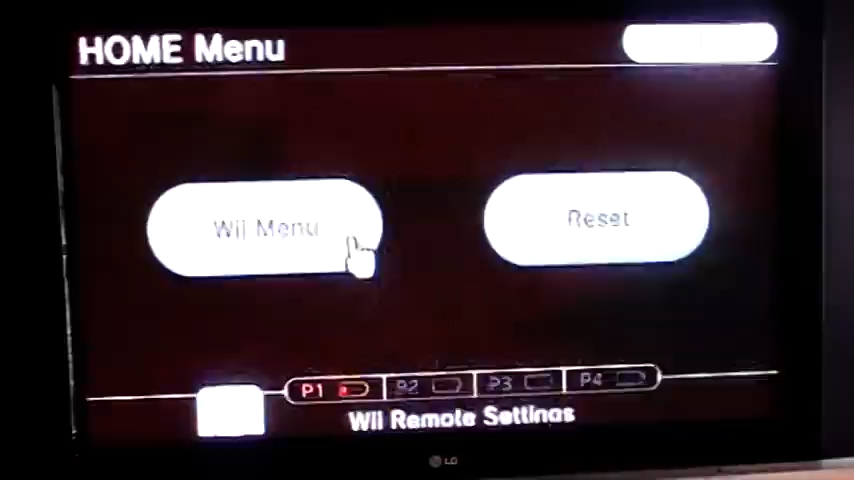 HOME Menu
Wii Menu
Reset
P1 P2 P3 P4
Wii Remote Settings
LG